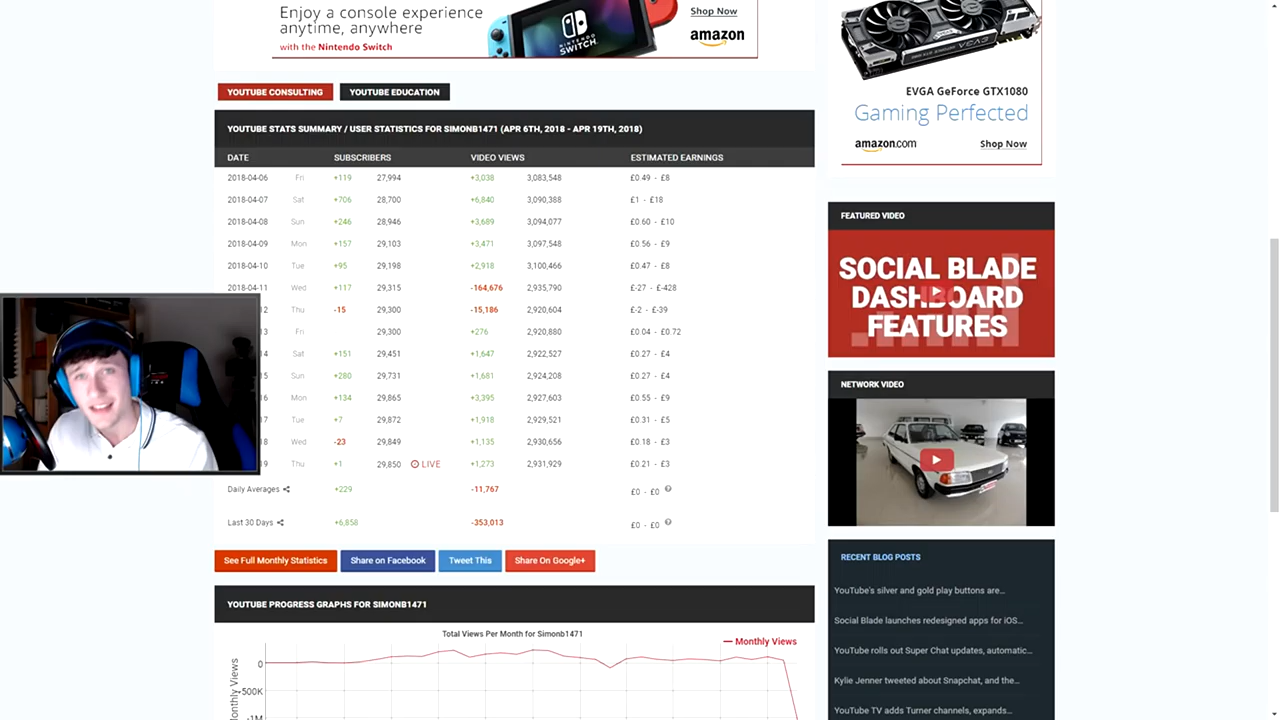 Enjoy a console experience
anytime, anywhere
with the Nintendo Switch
NINTENDO
SWITCH
Shop Now
amazon
EVGA GeForce GTX1080
Gaming Perfected
amazon.com Shop Now
YOUTUBE CONSULTING YOUTUBE EDUCATION
YOUTUBE STATS SUMMARY / USER STATISTICS FOR SIMONB1471 (APR 6TH, 2018 - APR 19TH, 2018)
DATE SUBSCRIBERS VIDEO VIEWS ESTIMATED EARNINGS
2018-04-06 Fri +119 27,994 +3,038 3,083,548 £0.49 - £8
2018-04-07 Sat +706 28,700 +6,840 3,090,388 £1 - £18
2018-04-08 Sun +246 28,946 +3,689 3,094,077 £0.60 - £10
2018-04-09 Mon +157 29,103 +3,471 3,097,548 £0.56 - £9
2018-04-10 Tue +95 29,198 +2,918 3,100,466 £0.47 - £8
2018-04-11 Wed +117 29,315 -164,676 2,935,790 £-27 - £-428
12 Thu -15 29,300 -15,186 2,920,604 £-2 - £-39
13 Fri 29,300 +276 2,920,880 £0.04 - £0.72
14 Sat +151 29,451 +1,647 2,922,527 £0.27 - £4
15 Sun +280 29,731 +1,681 2,924,208 £0.27 - £4
16 Mon +134 29,865 +3,395 2,927,603 £0.55 - £9
17 Tue +7 29,872 +1,918 2,929,521 £0.31 - £5
18 Wed -23 29,849 +1,135 2,930,656 £0.18 - £3
19 Thu +1 29,850 LIVE +1,273 2,931,929 £0.21 - £3
Daily Averages +229 -11,767 £0 - £0
Last 30 Days +6,858 -353,013 £0 - £0
See Full Monthly Statistics Share on Facebook Tweet This Share On Google+
YOUTUBE PROGRESS GRAPHS FOR SIMONB1471
Total Views Per Month for Simonb1471
Monthly Views
Monthly Views
0
-500K
-1M
FEATURED VIDEO
SOCIAL BLADE
DASHBOARD
FEATURES
NETWORK VIDEO
RECENT BLOG POSTS
YouTube's silver and gold play buttons are...
Social Blade launches redesigned apps for iOS...
YouTube rolls out Super Chat updates, automatic...
Kylie Jenner tweeted about Snapchat, and the...
YouTube TV adds Turner channels, expands...